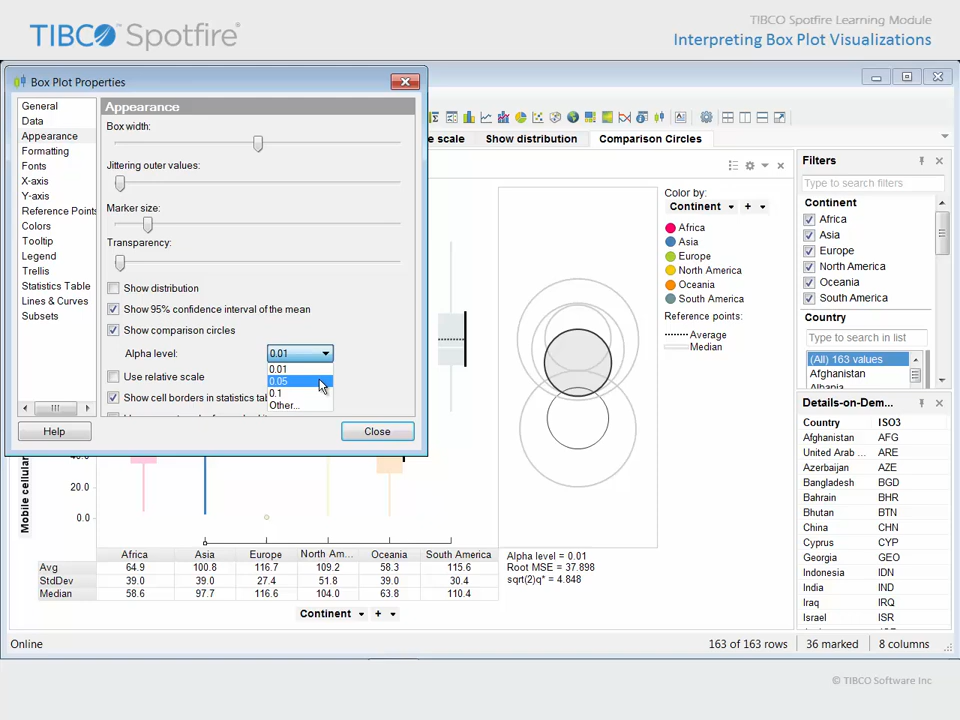 TIBCO Spotfire®
TIBCO Spotfire Learning Module
Interpreting Box Plot Visualizations
Box Plot Properties
General
Data
Appearance
Formatting
Fonts
X-axis
Y-axis
Reference Points
Colors
Tooltip
Legend
Trellis
Statistics Table
Lines & Curves
Subsets
Appearance
Box width:
Jittering outer values:
Marker size:
Transparency:
Show distribution
Show 95% confidence interval of the mean
Show comparison circles
Alpha level:
0.01
0.01
0.05
0.1
Other...
Use relative scale
Show cell borders in statistics tab
Help
Close
e scale
Show distribution
Comparison Circles
Color by:
Continent
+
Africa
Asia
Europe
North America
Oceania
South America
Reference points:
Average
Median
Filters
Type to search filters
Continent
Africa
Asia
Europe
North America
Oceania
South America
Country
Type to search in list
(All) 163 values
Afghanistan
Albania
Details-on-Dem...
Country ISO3
Afghanistan AFG
United Arab ... ARE
Azerbaijan AZE
Bangladesh BGD
Bahrain BHR
Bhutan BTN
China CHN
Cyprus CYP
Georgia GEO
Indonesia IDN
India IND
Iraq IRQ
Israel ISR
Mobile cellular
40.0
20.0
0.0
Africa Asia Europe North Am... Oceania South America
Avg 64.9 100.8 116.7 109.2 58.3 115.6
StdDev 39.0 39.0 27.4 51.8 39.0 30.4
Median 58.6 97.7 116.6 104.0 63.8 110.4
Alpha level = 0.01
Root MSE = 37.898
sqrt(2)q* = 4.848
Continent
+
Online
163 of 163 rows
36 marked
8 columns
© TIBCO Software Inc